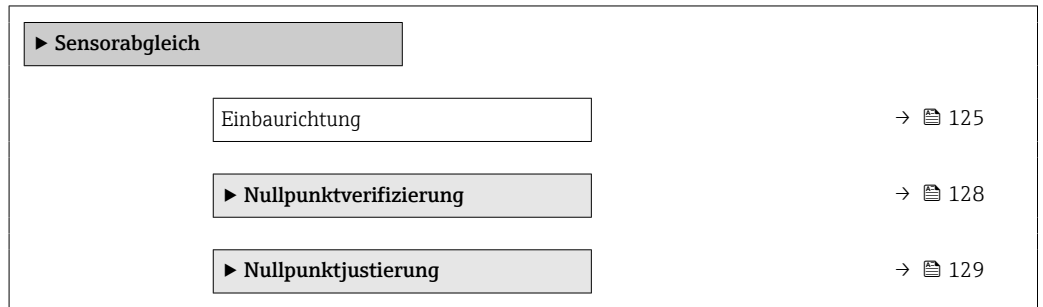 ▶ Sensorabgleich
Einbaurichtung → 🖹 125
▶ Nullpunktverifizierung → 🖹 128
▶ Nullpunktjustierung → 🖹 129